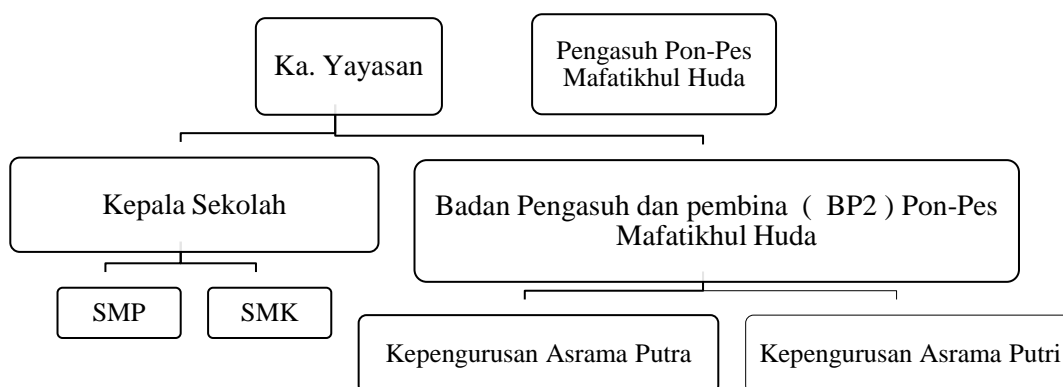 Ka. Yayasan
Pengasuh Pon-Pes
Mafatikhul Huda
Kepala Sekolah
Badan Pengasuh dan pembina ( BP2 ) Pon-Pes
Mafatikhul Huda
SMP
SMK
Kepengurusan Asrama Putra
Kepengurusan Asrama Putri